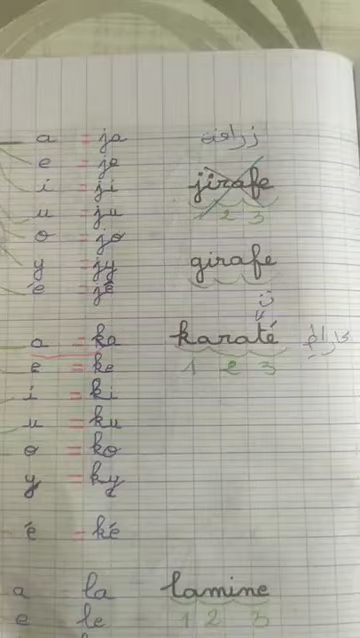 a = ja زرافة
e = je
i = ji jirafe
u = ju 1 2 3
o = jo
y = jy girafe
é = jé
a = ka karaté
e = ke 1 2 3
i = ki
u = ku
o = ko
y = ky
é = ké
a la lamine
e le 1 2 3